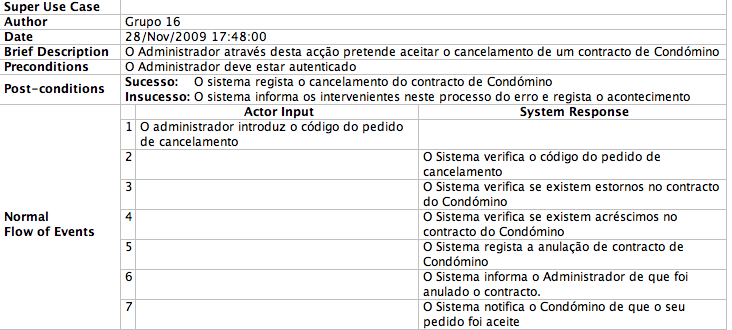 Super Use Case
Author Grupo 16
Date 28/Nov/2009 17:48:00
Brief Description O Administrador através desta acção pretende aceitar o cancelamento de um contracto de Condómino
Preconditions O Administrador deve estar autenticado
Post-conditions Sucesso: O sistema regista o cancelamento do contracto de Condómino
Insucesso: O sistema informa os intervenientes neste processo do erro e regista o acontecimento
Normal
Flow of Events
Actor Input System Response
1 O administrador introduz o código do pedido
de cancelamento
2 O Sistema verifica o código do pedido de
cancelamento
3 O Sistema verifica se existem estornos no contracto
do Condómino
4 O Sistema verifica se existem acréscimos no
contracto do Condómino
5 O Sistema regista a anulação de contracto de
Condómino
6 O Sistema informa o Administrador de que foi
anulado o contracto.
7 O Sistema notifica o Condómino de que o seu
pedido foi aceite